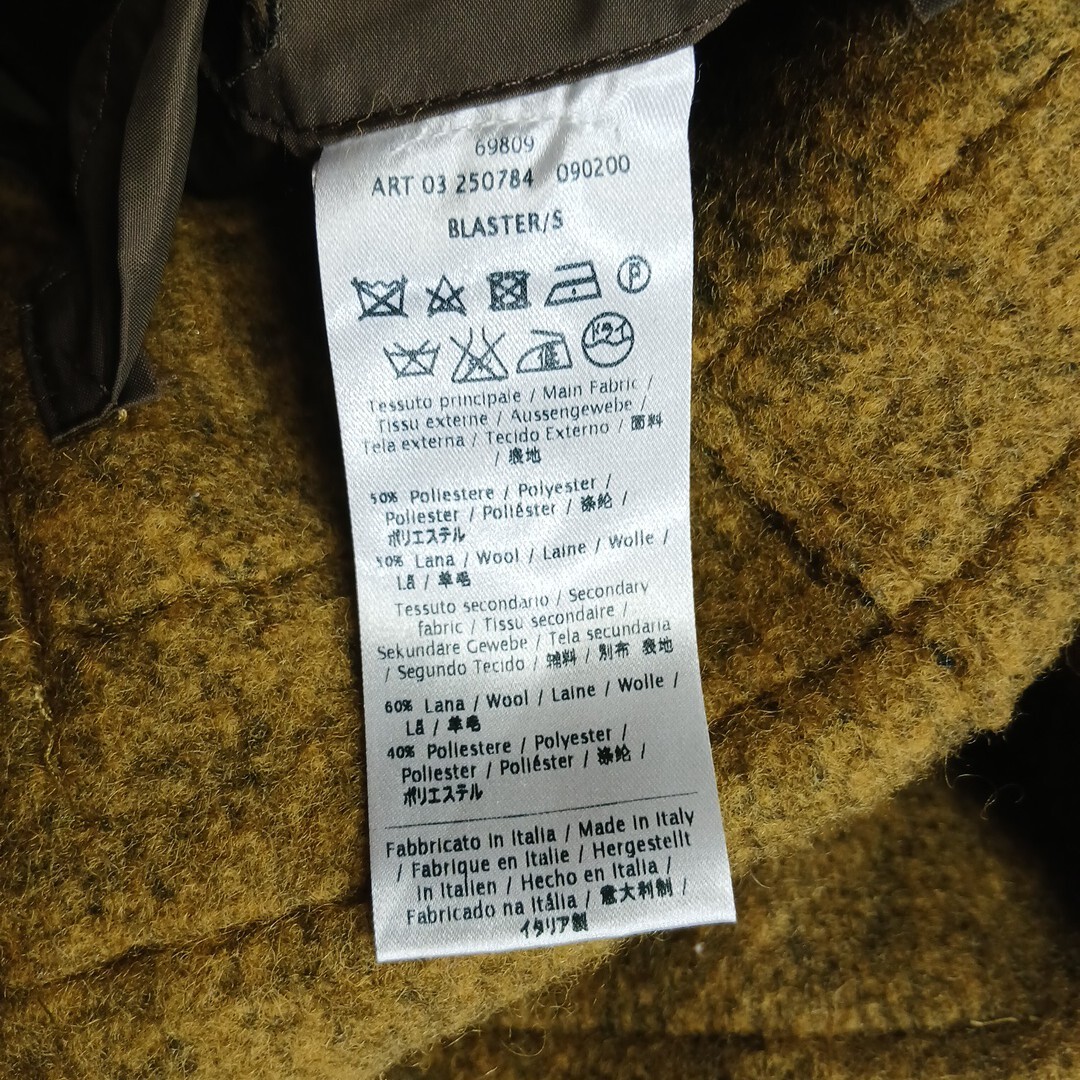 69809
ART 03 250784 090200
BLASTER/S
P
低 ドライ
Tessuto principale / Main Fabric /
Tissu externe / Aussengewebe /
Tela externa / Tecido Externo / 面料
/ 表地
50% Poliestere / Polyester /
Poliester / Poliéster / 涤纶 /
ポリエステル
50% Lana / Wool / Laine / Wolle /
Lã / 羊毛
Tessuto secondario / Secondary
fabric / Tissu secondaire /
Sekundäre Gewebe / Tela secundaria
/ Segundo Tecido / 辅料 / 別布 表地
60% Lana / Wool / Laine / Wolle /
Lã / 羊毛
40% Poliestere / Polyester /
Poliester / Poliéster / 涤纶 /
ポリエステル
Fabbricato in Italia / Made in Italy
/ Fabrique en Italie / Hergestellt
in Italien / Hecho en Italia /
Fabricado na Itália / 意大利制 /
イタリア製